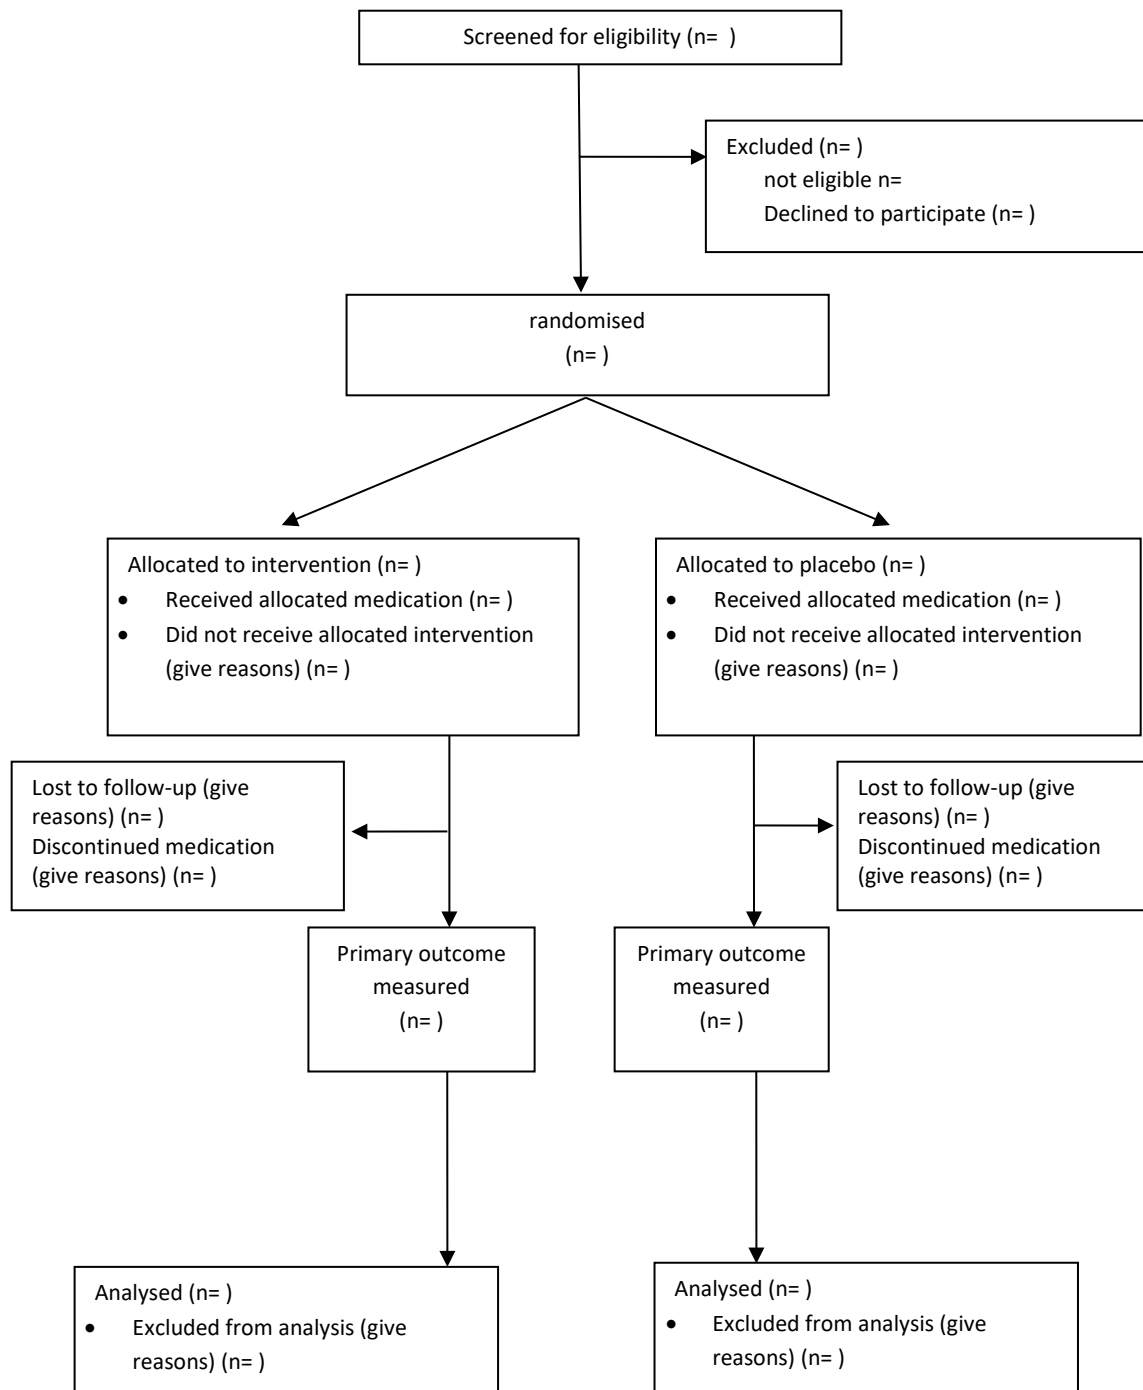 Screened for eligibility (n=  )
Excluded (n= )
not eligible n=
Declined to participate (n= )
randomised
(n= )
Allocated to intervention (n= )
• Received allocated medication (n= )
• Did not receive allocated intervention
(give reasons) (n= )
Allocated to placebo (n= )
• Received allocated medication (n= )
• Did not receive allocated intervention
(give reasons) (n= )
Lost to follow-up (give
reasons) (n= )
Discontinued medication
(give reasons) (n= )
Lost to follow-up (give
reasons) (n= )
Discontinued medication
(give reasons) (n= )
Primary outcome
measured
(n= )
Primary outcome
measured
(n= )
Analysed (n= )
• Excluded from analysis (give
reasons) (n= )
Analysed (n= )
• Excluded from analysis (give
reasons) (n= )